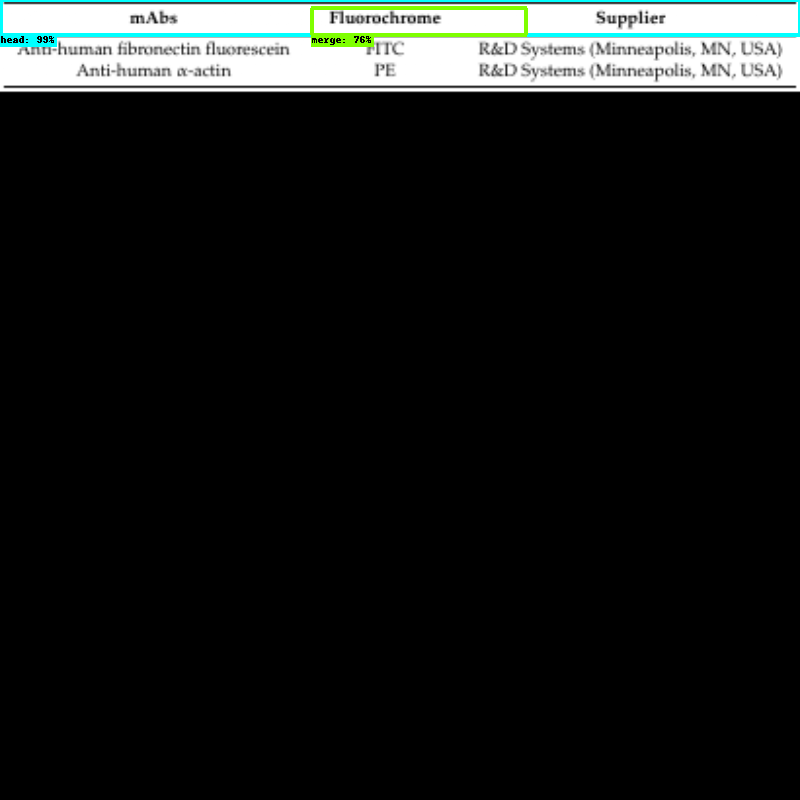 mAbs Fluorochrome Supplier
head: 99% merge: 76%
Anti-human fibronectin fluorescein FITC R&D Systems (Minneapolis, MN, USA)
Anti-human α-actin PE R&D Systems (Minneapolis, MN, USA)